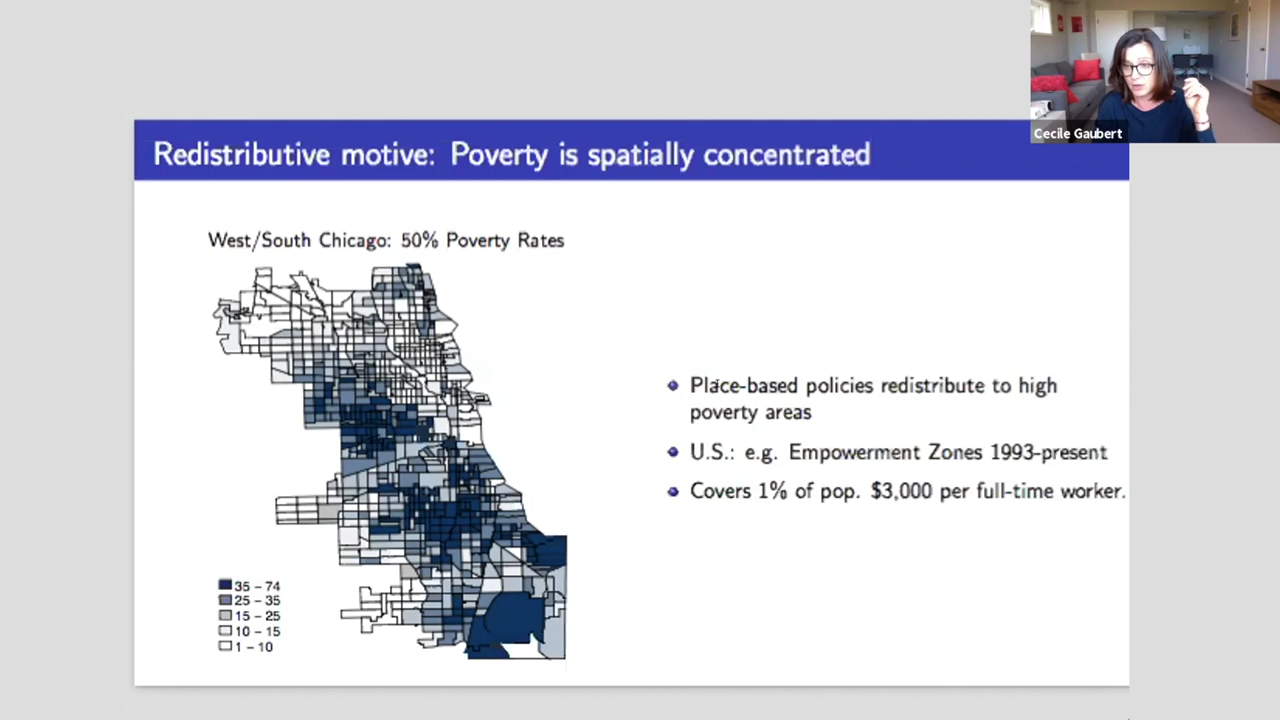 Cecile Gaubert
Redistributive motive: Poverty is spatially concentrated
West/South Chicago: 50% Poverty Rates
35 – 74
25 – 35
15 – 25
10 – 15
1 – 10
Place-based policies redistribute to high
poverty areas
U.S.: e.g. Empowerment Zones 1993-present
Covers 1% of pop. $3,000 per full-time worker.